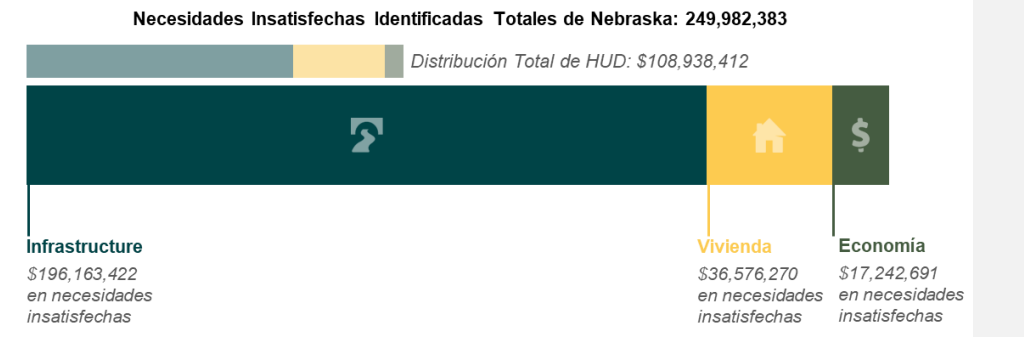 Necesidades Insatisfechas Identificadas Totales de Nebraska: 249,982,383
Distribución Total de HUD: $108,938,412
$
Infrastructure
$196,163,422
en necesidades
insatisfechas
Vivienda
$36,576,270
en necesidades
insatisfechas
Economía
$17,242,691
en necesidades
insatisfechas